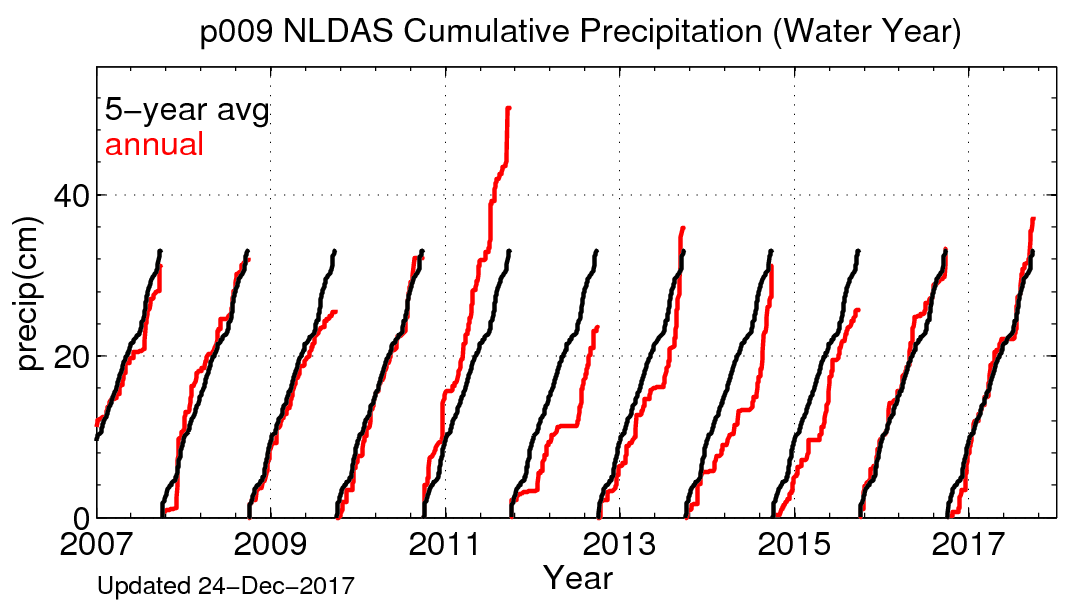 p009 NLDAS Cumulative Precipitation (Water Year)
5−year avg
annual
precip(cm)
40
20
0
2007 2009 2011 2013 2015 2017
Year
Updated 24−Dec−2017